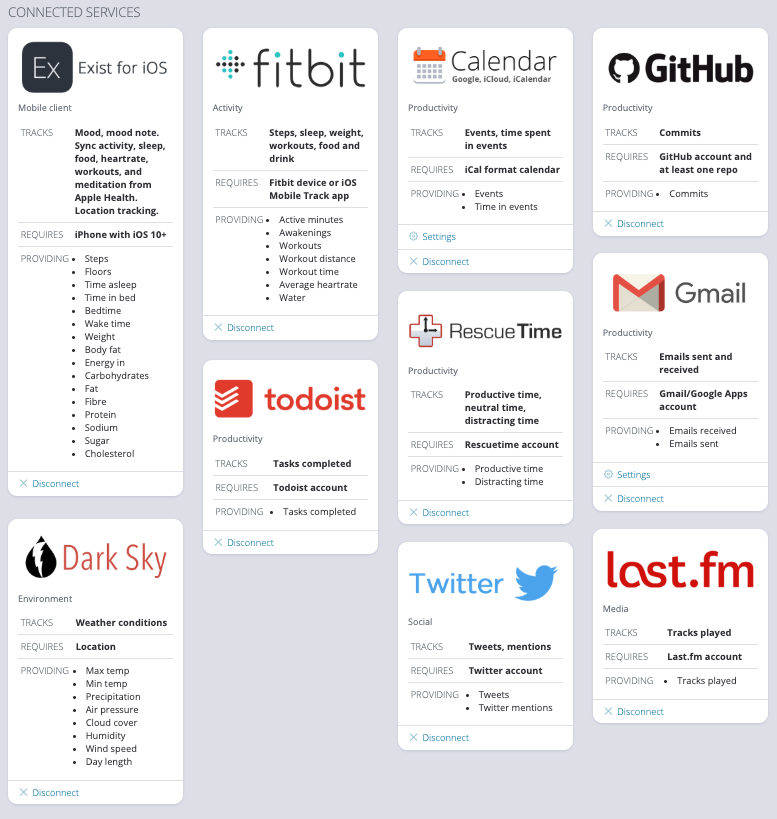 CONNECTED SERVICES
Ex Exist for iOS
Mobile client
TRACKS Mood, mood note.
Sync activity, sleep,
food, heartrate,
workouts, and
meditation from
Apple Health.
Location tracking.
REQUIRES iPhone with iOS 10+
PROVIDING • Steps
• Floors
• Time asleep
• Time in bed
• Bedtime
• Wake time
• Weight
• Body fat
• Energy in
• Carbohydrates
• Fat
• Fibre
• Protein
• Sodium
• Sugar
• Cholesterol
Disconnect
Dark Sky
Environment
TRACKS Weather conditions
REQUIRES Location
PROVIDING • Max temp
• Min temp
• Precipitation
• Air pressure
• Cloud cover
• Humidity
• Wind speed
• Day length
Disconnect
fitbit
Activity
TRACKS Steps, sleep, weight,
workouts, food and
drink
REQUIRES Fitbit device or iOS
Mobile Track app
PROVIDING • Active minutes
• Awakenings
• Workouts
• Workout distance
• Workout time
• Average heartrate
• Water
Disconnect
todoist
Productivity
TRACKS Tasks completed
REQUIRES Todoist account
PROVIDING • Tasks completed
Disconnect
Calendar
Google, iCloud, iCalendar
Productivity
TRACKS Events, time spent
in events
REQUIRES iCal format calendar
PROVIDING • Events
• Time in events
Settings
Disconnect
RescueTime
Productivity
TRACKS Productive time,
neutral time,
distracting time
REQUIRES Rescuetime account
PROVIDING • Productive time
• Distracting time
Disconnect
Twitter
Social
TRACKS Tweets, mentions
REQUIRES Twitter account
PROVIDING • Tweets
• Twitter mentions
Disconnect
GitHub
Productivity
TRACKS Commits
REQUIRES GitHub account and
at least one repo
PROVIDING • Commits
Disconnect
Gmail
Productivity
TRACKS Emails sent and
received
REQUIRES Gmail/Google Apps
account
PROVIDING • Emails received
• Emails sent
Settings
Disconnect
last.fm
Media
TRACKS Tracks played
REQUIRES Last.fm account
PROVIDING • Tracks played
Disconnect